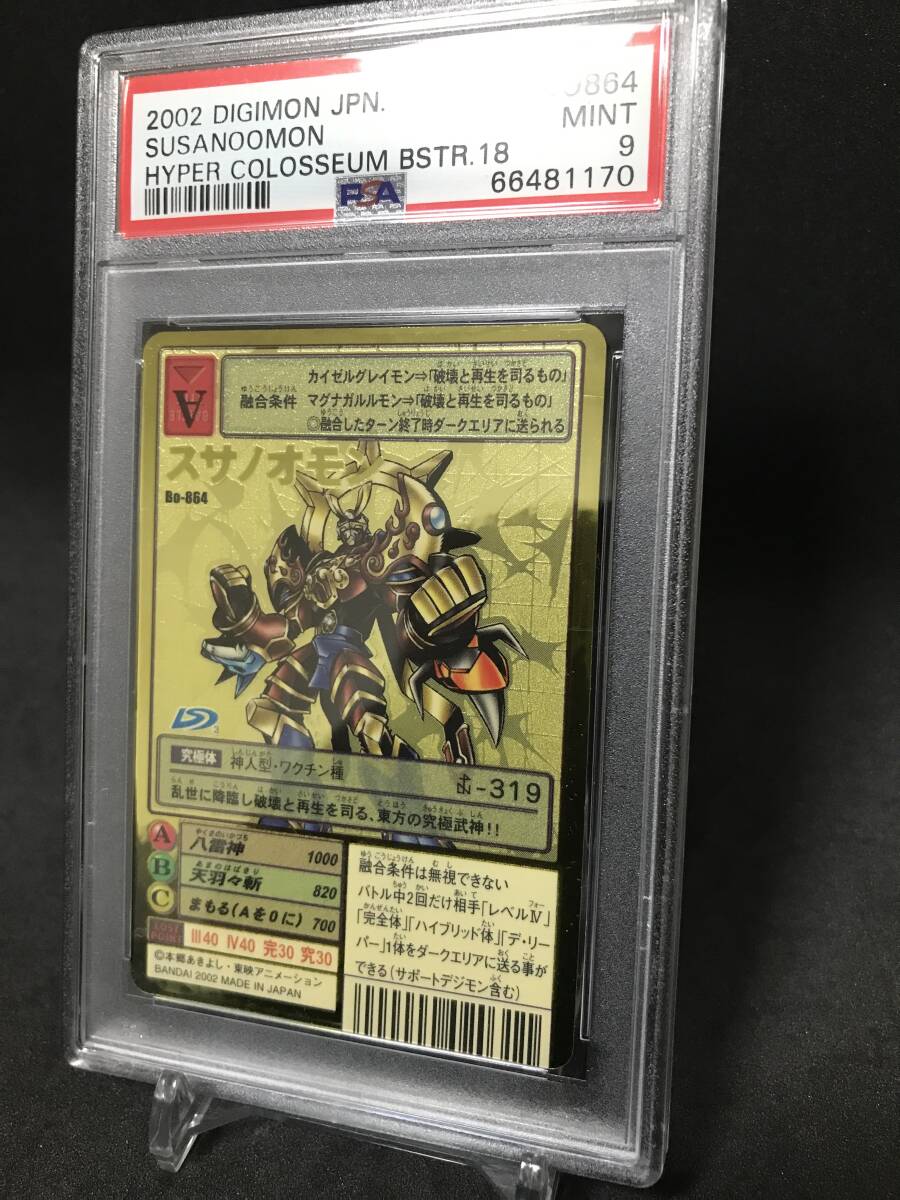 2002 DIGIMON JPN.
SUSANOOMON
HYPER COLOSSEUM BSTR.18
864
MINT
9
66481170
PSA
A
カイゼルグレイモン⇒「破壊と再生を司るもの」
融合条件 マグナガルルモン⇒「破壊と再生を司るもの」
◎融合したターン終了時ダークエリアに送られる
スサノオモン
Bo-864
究極体 神人型・ワクチン種
-319
乱世に降臨し破壊と再生を司る、東方の究極武神!!
A 八雷神 1000
B 天羽々斬 820
C まもる(Aを0に) 700
LOST POINT Ⅲ40 Ⅳ40 完30 究30
©本郷あきよし・東映アニメーション
BANDAI 2002 MADE IN JAPAN
融合条件は無視できない
バトル中2回だけ相手「レベルⅣ」
「完全体」「ハイブリッド体」「デ・リー
パー」1体をダークエリアに送る事が
できる(サポートデジモン含む)